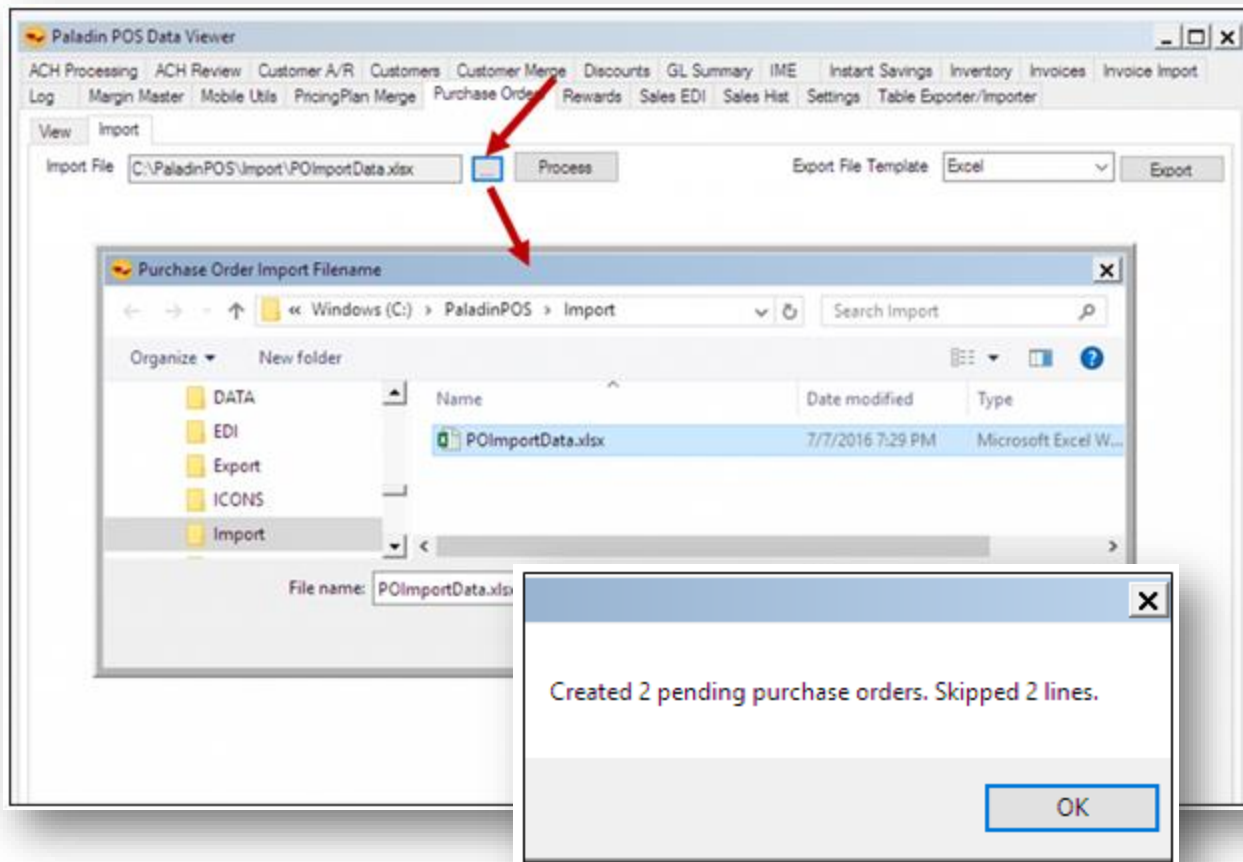 Paladin POS Data Viewer
ACH Processing ACH Review Customer A/R Customers Customer Merge Discounts GL Summary IME Instant Savings Inventory Invoices Invoice Import
Log Margin Master Mobile Utils PricingPlan Merge Purchase Orders Rewards Sales EDI Sales Hist Settings Table Exporter/Importer
View Import
Import File C:\PaladinPOS\Import\POImportData.xlsx ... Process Export File Template Excel Export
Purchase Order Import Filename
« Windows (C:) > PaladinPOS > Import Search Import
Organize New folder
Name Date modified Type
DATA
POImportData.xlsx 7/7/2016 7:29 PM Microsoft Excel W...
EDI
Export
ICONS
Import
File name: POImportData.xlsx
Created 2 pending purchase orders. Skipped 2 lines.
OK